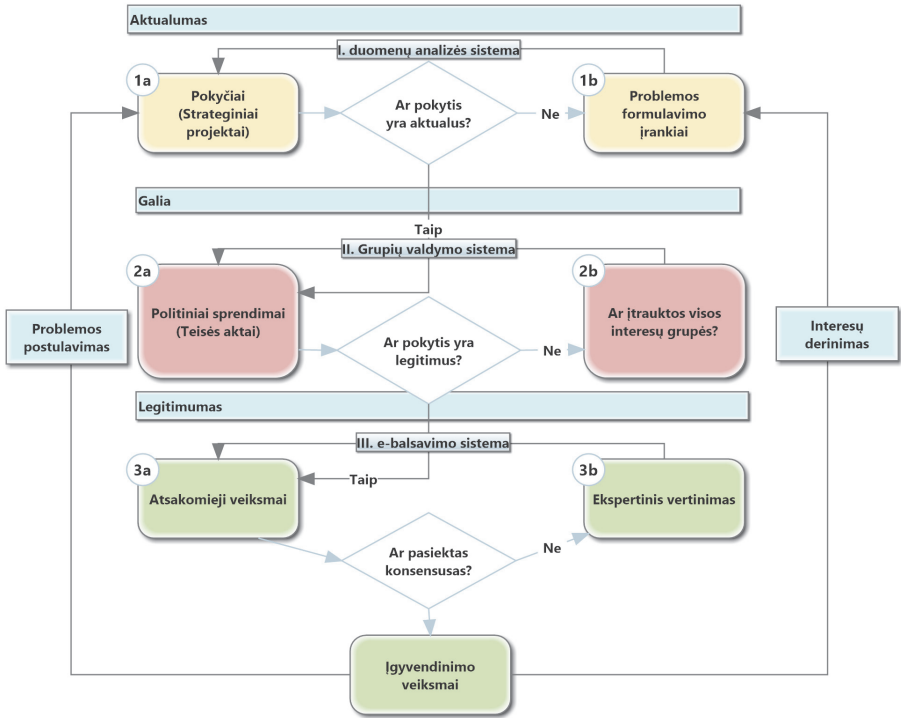 Aktualumas
I. duomenų analizės sistema
1a
Pokyčiai
(Strateginiai
projektai)
Ar pokytis
yra aktualus?
Ne
1b
Problemos
formulavimo
įrankiai
Galia
Taip
II. Grupių valdymo sistema
2a
Politiniai sprendimai
(Teisės aktai)
Ar pokytis yra
legitimus?
Ne
2b
Ar įtrauktos visos
interesų grupės?
Problemos
postulavimas
Interesų
derinimas
Legitimumas
III. e-balsavimo sistema
3a
Atsakomieji veiksmai
Taip
Ar pasiektas
konsensusas?
Ne
3b
Ekspertinis vertinimas
Įgyvendinimo
veiksmai